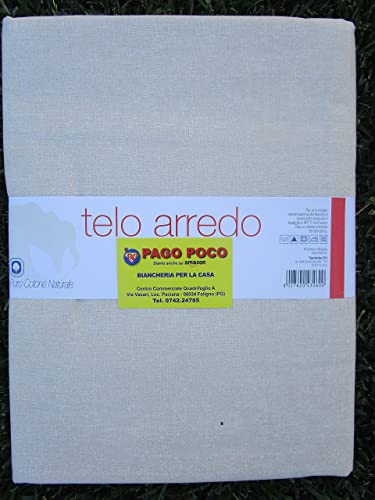 telo arredo
Puro Cotone Naturale
PAGO POCO
Siamo anche su amazon
BIANCHERIA PER LA CASA
Centro Commerciale Quadrifoglio A
Via Vasari, Loc. Paciana - 06034 Foligno (PG)
Tel. 0742.24785